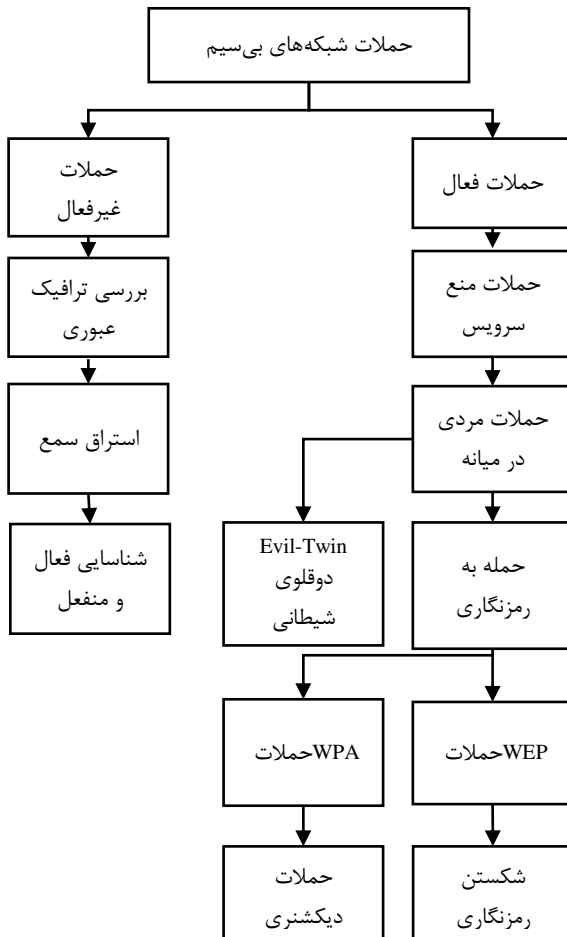 حملات شبکه‌های بی‌سیم
حملات فعال
حملات
غیرفعال
حملات منع
سرویس
بررسی ترافیک
عبوری
حملات مردی
در میانه
استراق سمع
حمله به
رمزنگاری
Evil-Twin
دوقلوی
شیطانی
شناسایی فعال
و منفعل
حملاتWEP
حملاتWPA
شکستن
رمزنگاری
حملات
دیکشنری